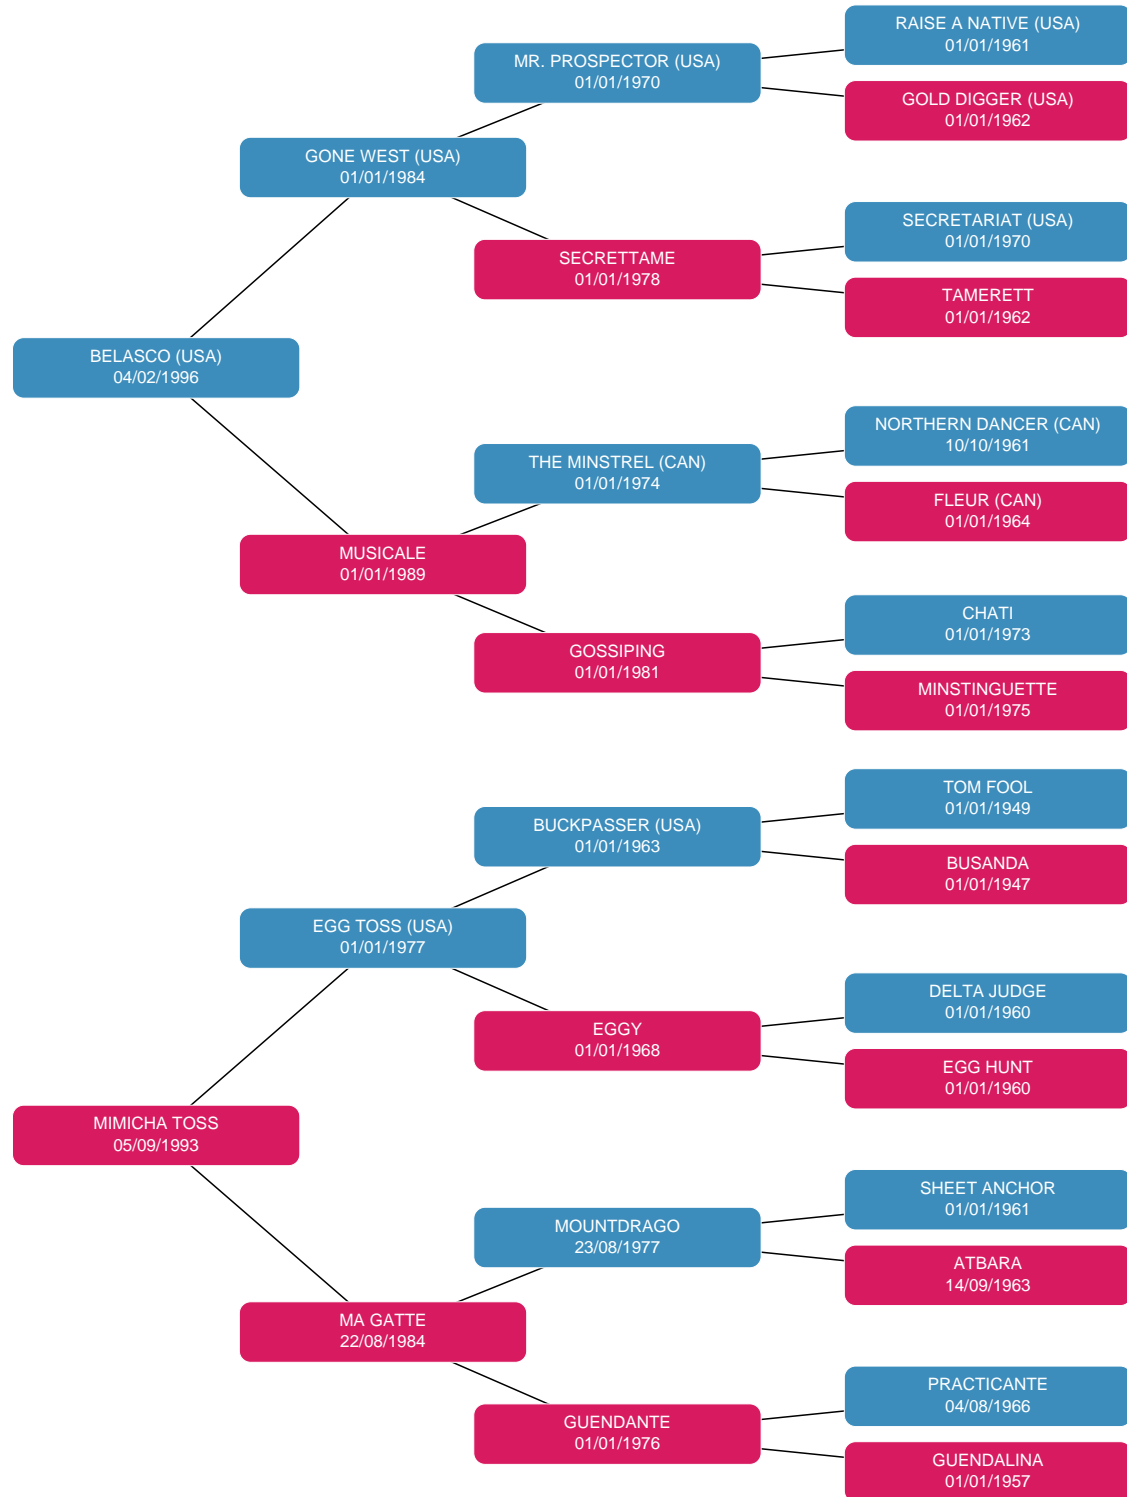 RAISE A NATIVE (USA)
01/01/1961
MR. PROSPECTOR (USA)
01/01/1970
GOLD DIGGER (USA)
01/01/1962
GONE WEST (USA)
01/01/1984
SECRETARIAT (USA)
01/01/1970
SECRETTAME
01/01/1978
TAMERETT
01/01/1962
BELASCO (USA)
04/02/1996
NORTHERN DANCER (CAN)
10/10/1961
THE MINSTREL (CAN)
01/01/1974
FLEUR (CAN)
01/01/1964
MUSICALE
01/01/1989
CHATI
01/01/1973
GOSSIPING
01/01/1981
MINSTINGUETTE
01/01/1975
TOM FOOL
01/01/1949
BUCKPASSER (USA)
01/01/1963
BUSANDA
01/01/1947
EGG TOSS (USA)
01/01/1977
DELTA JUDGE
01/01/1960
EGGY
01/01/1968
EGG HUNT
01/01/1960
MIMICHA TOSS
05/09/1993
SHEET ANCHOR
01/01/1961
MOUNTDRAGO
23/08/1977
ATBARA
14/09/1963
MA GATTE
22/08/1984
PRACTICANTE
04/08/1966
GUENDANTE
01/01/1976
GUENDALINA
01/01/1957